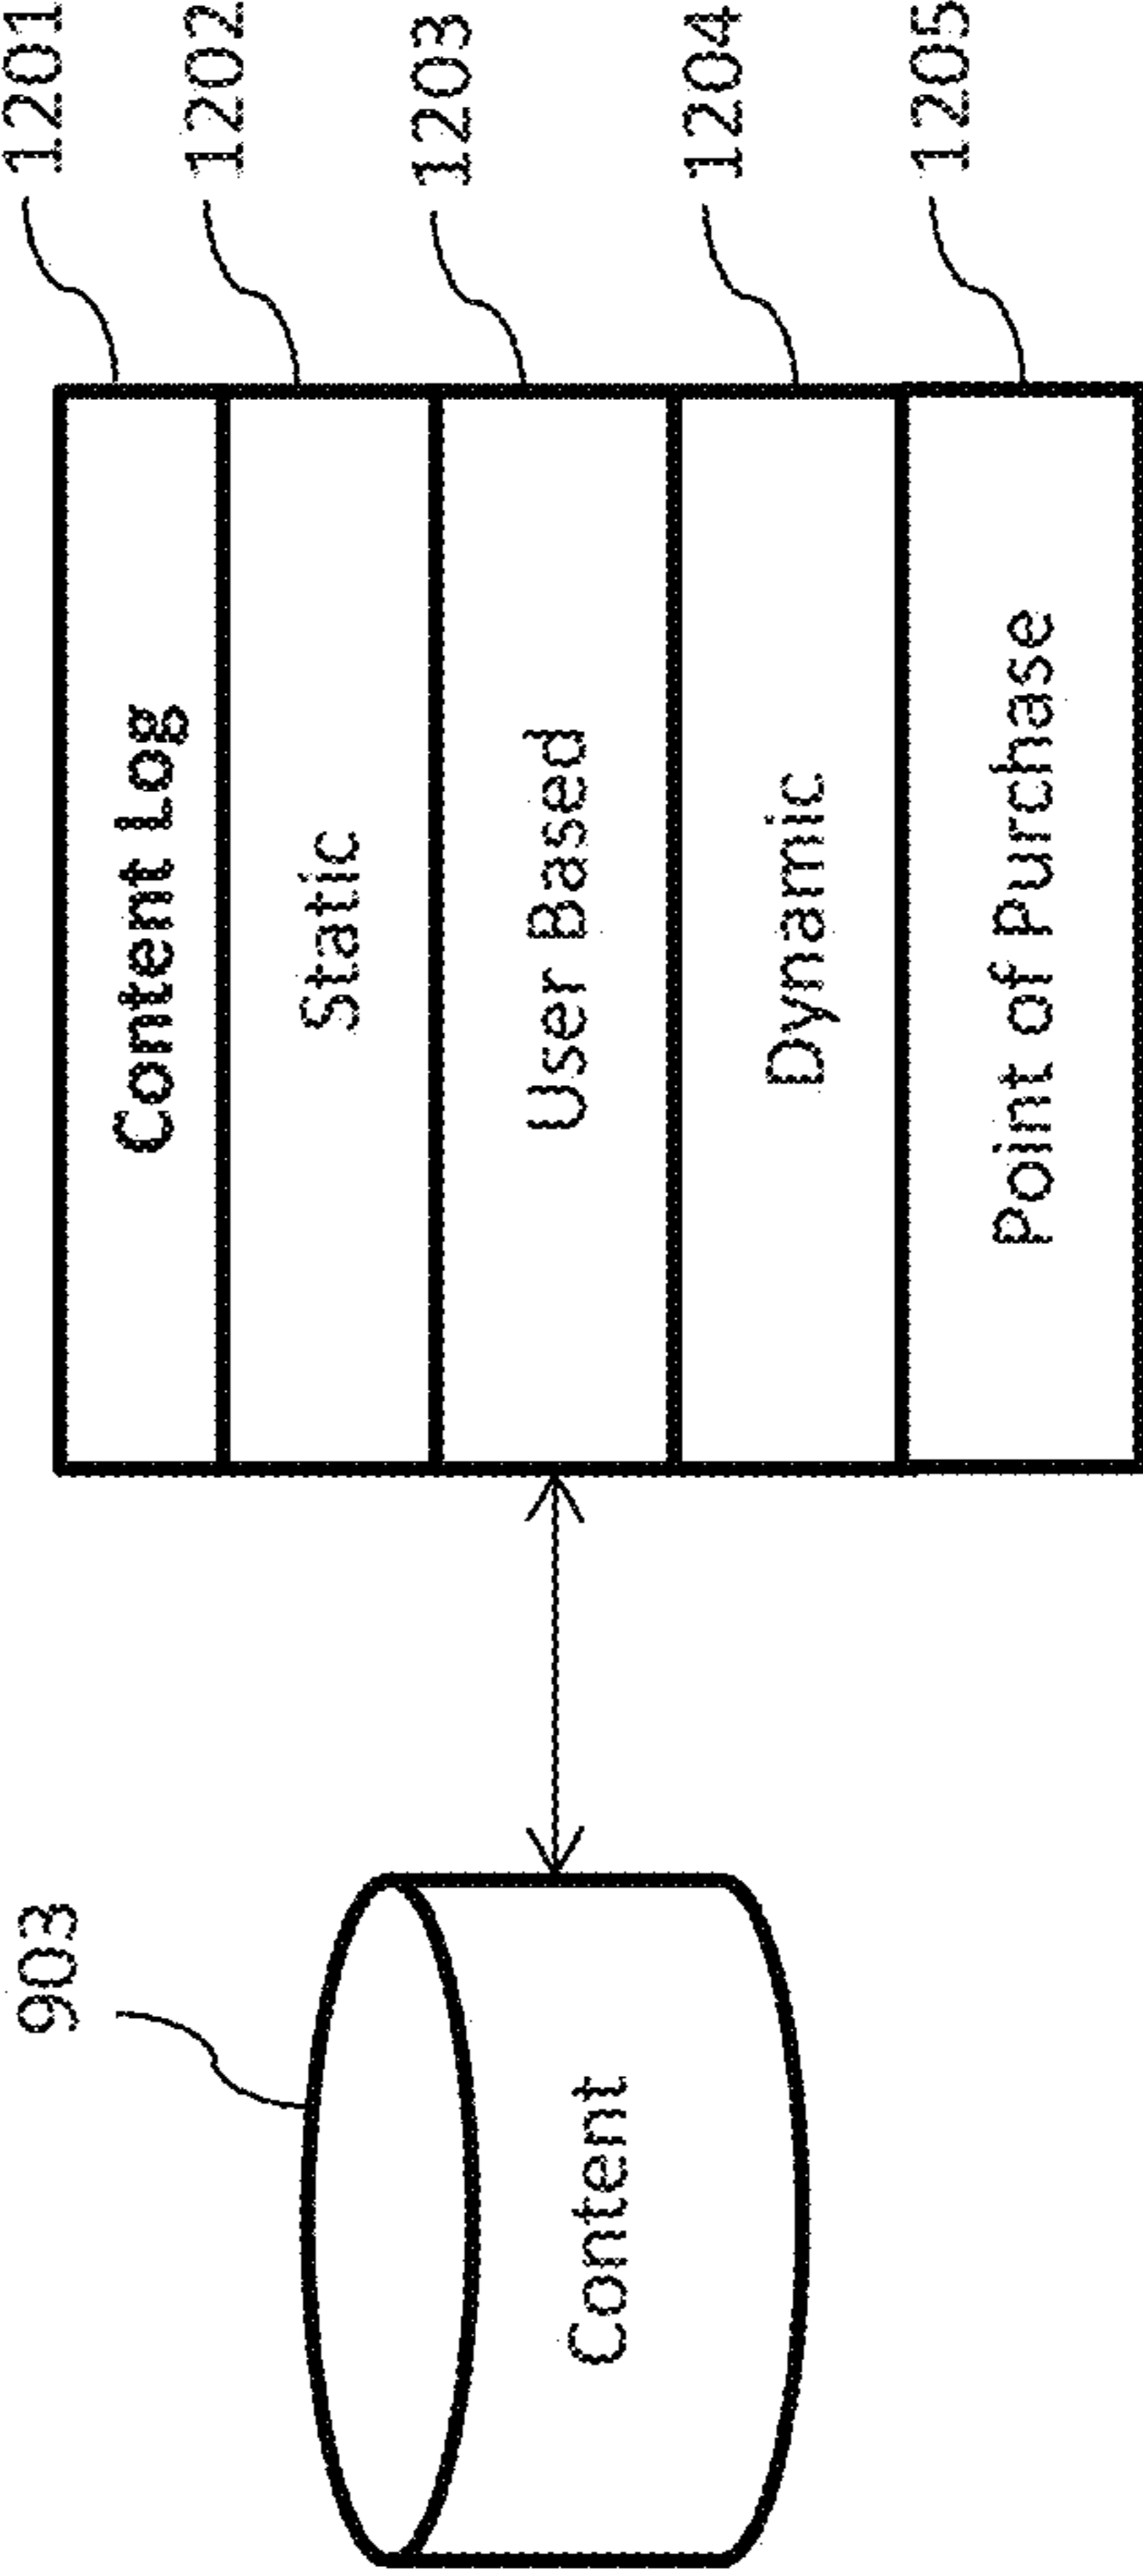 903
Content
Content Log
1201
Static
1202
User Based
1203
Dynamic
1204
Point of Purchase
1205